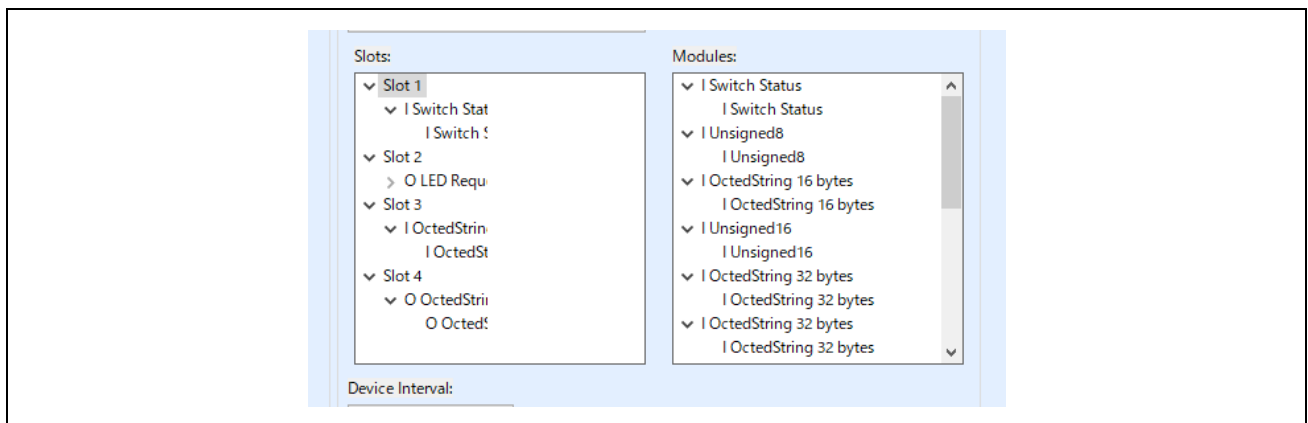 Slots:
Slot 1
I Switch Stat
I Switch
Slot 2
O LED Requ
Slot 3
I OctedStrin
I OctedSt
Slot 4
O OctedStri
O Octed
Modules:
I Switch Status
I Switch Status
I Unsigned8
I Unsigned8
I OctedString 16 bytes
I OctedString 16 bytes
I Unsigned16
I Unsigned16
I OctedString 32 bytes
I OctedString 32 bytes
I OctedString 32 bytes
I OctedString 32 bytes
Device Interval: